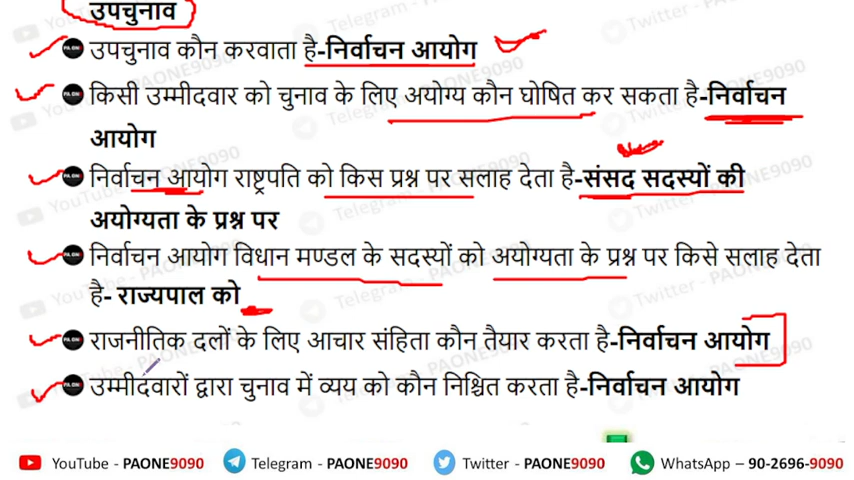 उपचुनाव
उपचुनाव कौन करवाता है-निर्वाचन आयोग
किसी उम्मीदवार को चुनाव के लिए अयोग्य कौन घोषित कर सकता है-निर्वाचन
आयोग
निर्वाचन आयोग राष्ट्रपति को किस प्रश्न पर सलाह देता है-संसद सदस्यों की
अयोग्यता के प्रश्न पर
निर्वाचन आयोग विधान मण्डल के सदस्यों को अयोग्यता के प्रश्न पर किसे सलाह देता
है- राज्यपाल को
राजनीतिक दलों के लिए आचार संहिता कौन तैयार करता है-निर्वाचन आयोग
उम्मीदवारों द्वारा चुनाव में व्यय को कौन निश्चित करता है-निर्वाचन आयोग
YouTube - PAONE9090 Telegram - PAONE9090 Twitter - PAONE9090 WhatsApp – 90-2696-9090